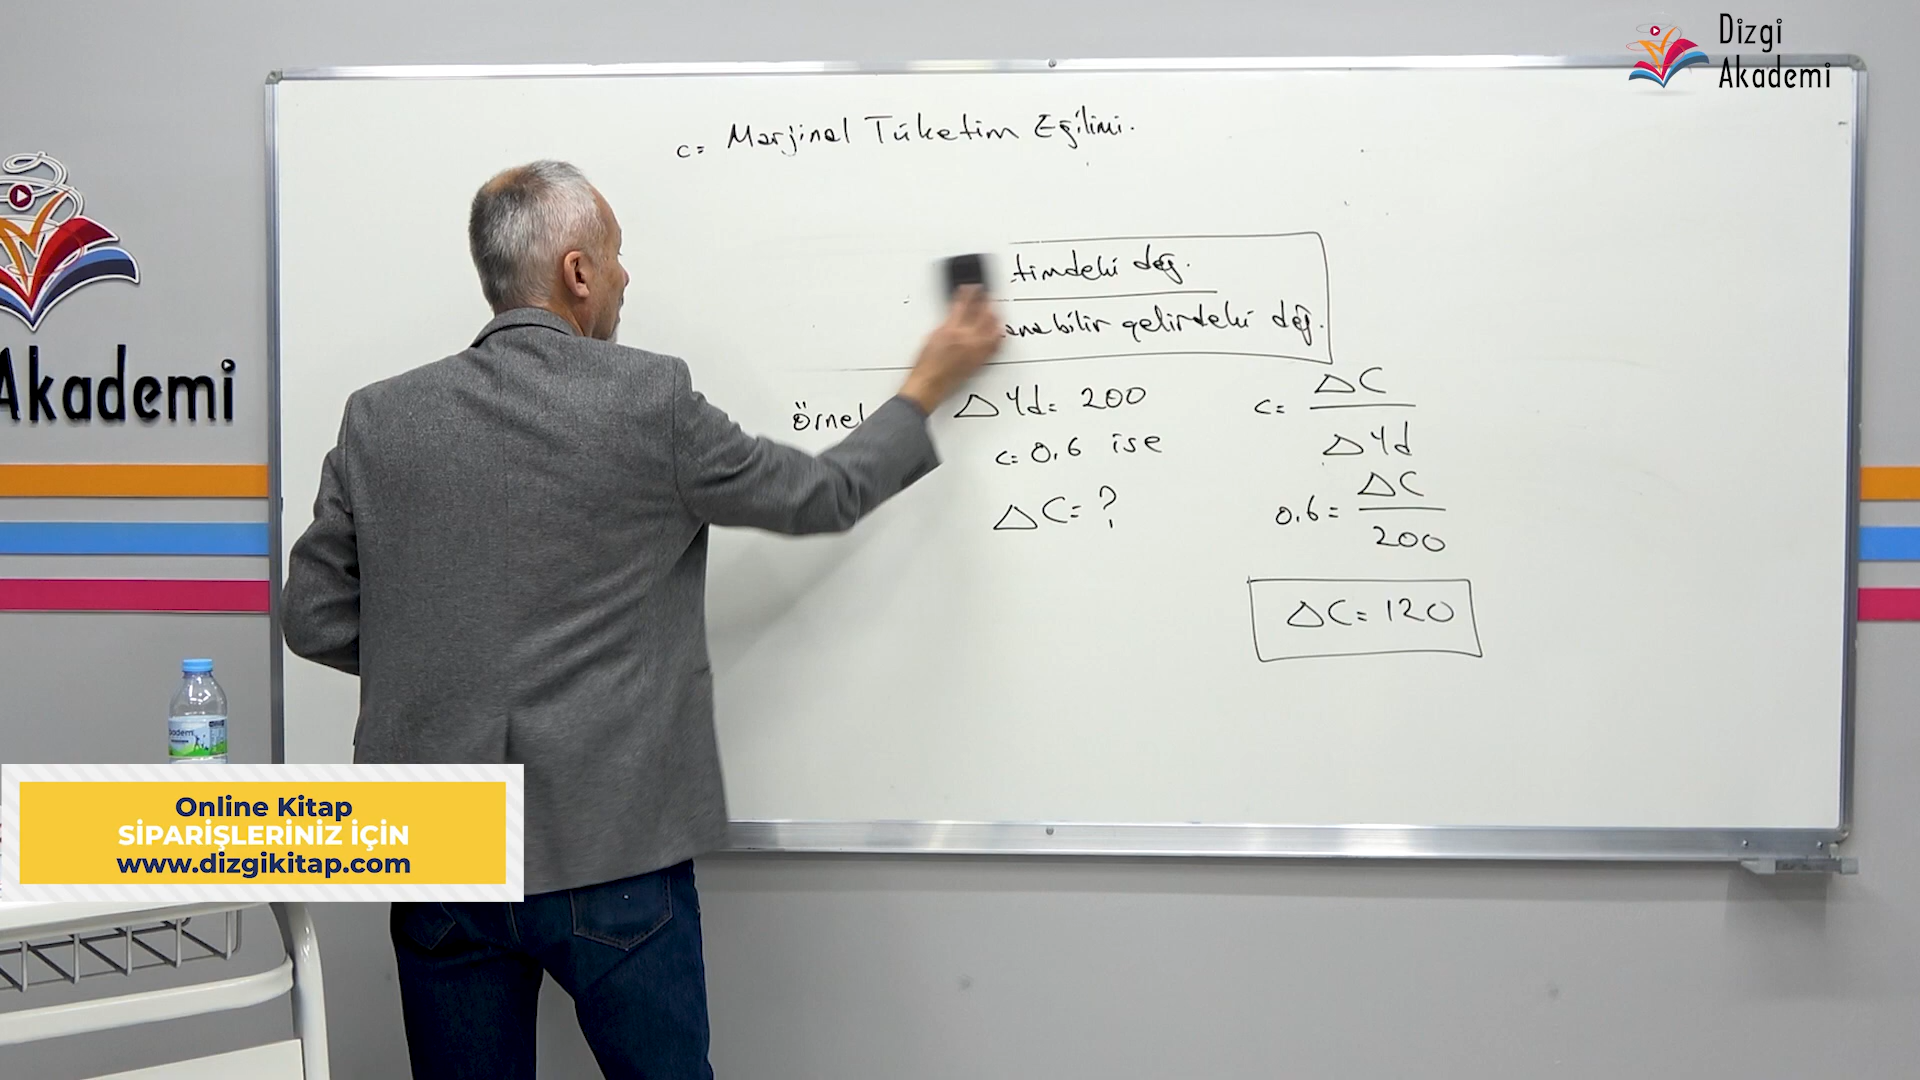 Dizgi
Akademi
c= Marjinal Tüketim Eğilimi.
timdeki değ.
anabilir gelirdeki değ.
örnek
ΔYd= 200
c= 0.6 ise
ΔC= ?
c= ΔC
ΔYd
0.6= ΔC
200
ΔC= 120
Akademi
Online Kitap
SİPARİŞLERİNİZ İÇİN
www.dizgikitap.com